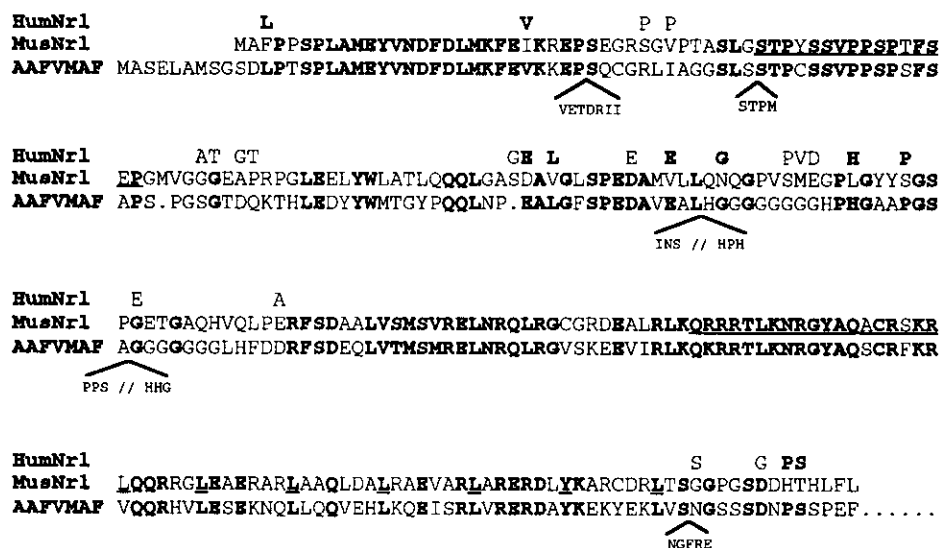 HumNrl L V P P
MusNrl MAFPPSPLAMEYVNDFDLMKFEIKREPSEGRSGVPTASLGSTPYSSVPPSPTFS
AAFVMAF MASELAMSGSDLPTSPLAMEYVNDFDLMKFEVKKEPSQCGRLIAGGSLSSTPCSSVPPSPSFS
VETDRII STPM
HumNrl AT GT GE L E E G PVD H P
MusNrl EPGMVGGGEAPRPGLEELYWLATLQQQLGASDAVGLSPEDAMVLLQNQGPVSMEGPLGYYSGS
AAFVMAF APS.PGSGTDQKTHLEDYYWMTGYPQQLNP.EALGFSPEDAVEALHGGGGGGGGHPHGAAPGS
INS // HPH
HumNrl E A
MusNrl PGETGAQHVQLPERFSDAALVSMSVRELNRQLRGCGRDEALRLKQRRRTLKNRGYAQACRSKR
AAFVMAF AGGGGGGGLHFDDRFSDEQLVTMSMRELNRQLRGVSKEEVIRLKQKRRTLKNRGYAQSCRFKR
PPS // HHG
HumNrl S G PS
MusNrl LQQRRGLEAERARLAAQLDALRAEVARLARERDLYKARCDRLTSGGPGSDDHTHLFL
AAFVMAF VQQRHVLESEKNQLLQQVEHLKQEISRLVRERDAYKEKYEKLVSNGSSSDNPSSPEF......
NGFRE